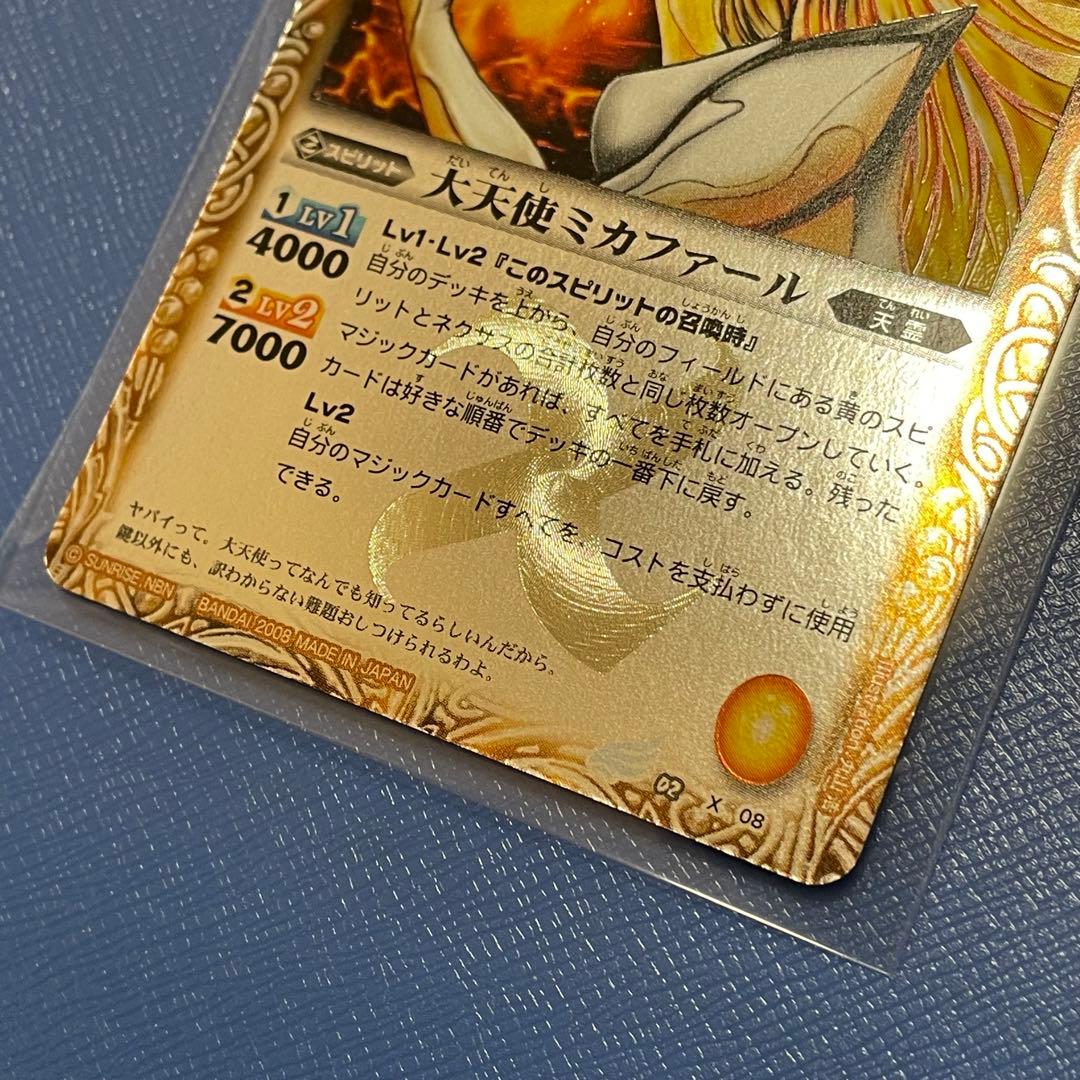 スピリット
だいてんし
大天使ミカファール
天霊
1 LV1
4000
2 LV2
7000
Lv1・Lv2『このスピリットの召喚時』
自分のデッキを上から、自分のフィールドにある黄のスピ
リットとネクサスの合計枚数と同じ枚数オープンしていく。
マジックカードがあれば、すべてを手札に加える。残った
カードは好きな順番でデッキの一番下に戻す。
Lv2
自分のマジックカードすべてを、コストを支払わずに使用
できる。
ヤバイって。大天使ってなんでも知ってるらしいんだから、
鍵以外にも、訳わからない難題おしつけられるわよ。
© SUNRISE, NBN BANDAI 2008 MADE IN JAPAN
02 X 08